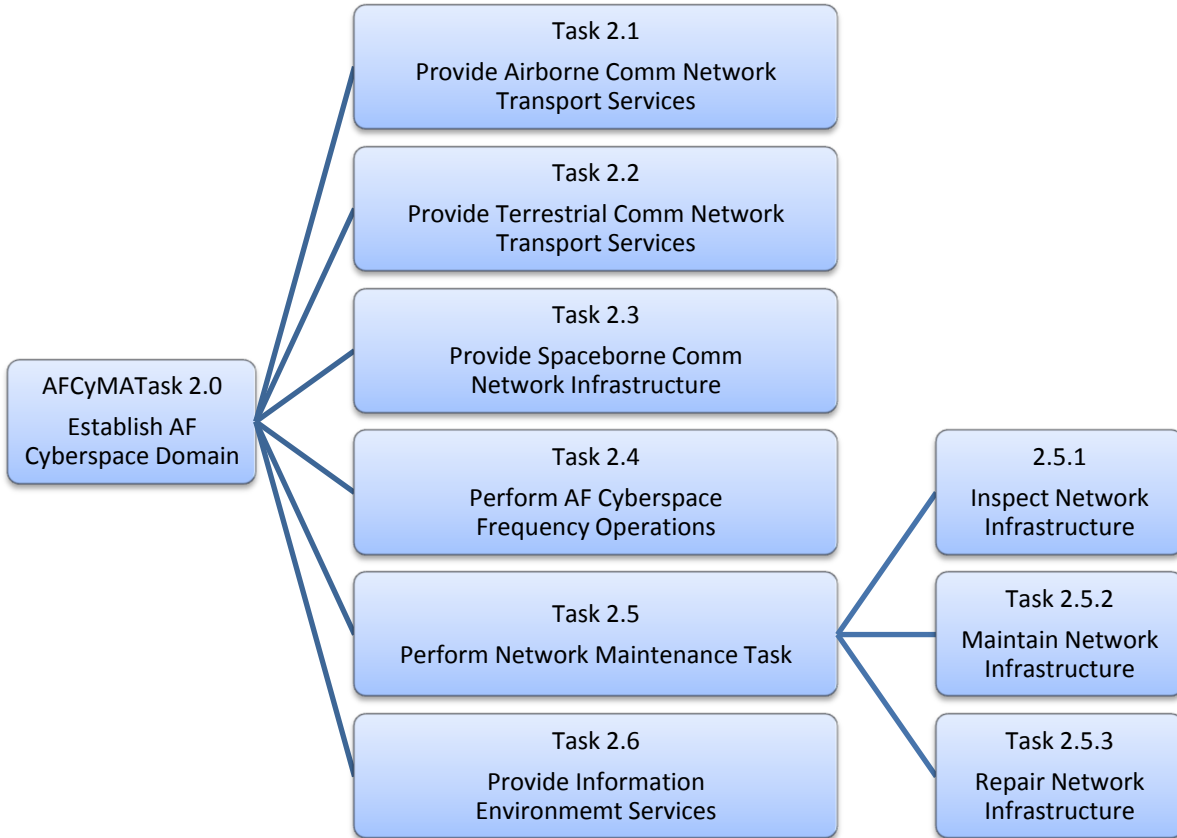 AFCyMATask 2.0
Establish AF
Cyberspace Domain
Task 2.1
Provide Airborne Comm Network
Transport Services
Task 2.2
Provide Terrestrial Comm Network
Transport Services
Task 2.3
Provide Spaceborne Comm
Network Infrastructure
Task 2.4
Perform AF Cyberspace
Frequency Operations
Task 2.5
Perform Network Maintenance Task
2.5.1
Inspect Network
Infrastructure
Task 2.5.2
Maintain Network
Infrastructure
Task 2.5.3
Repair Network
Infrastructure
Task 2.6
Provide Information
Environmemt Services